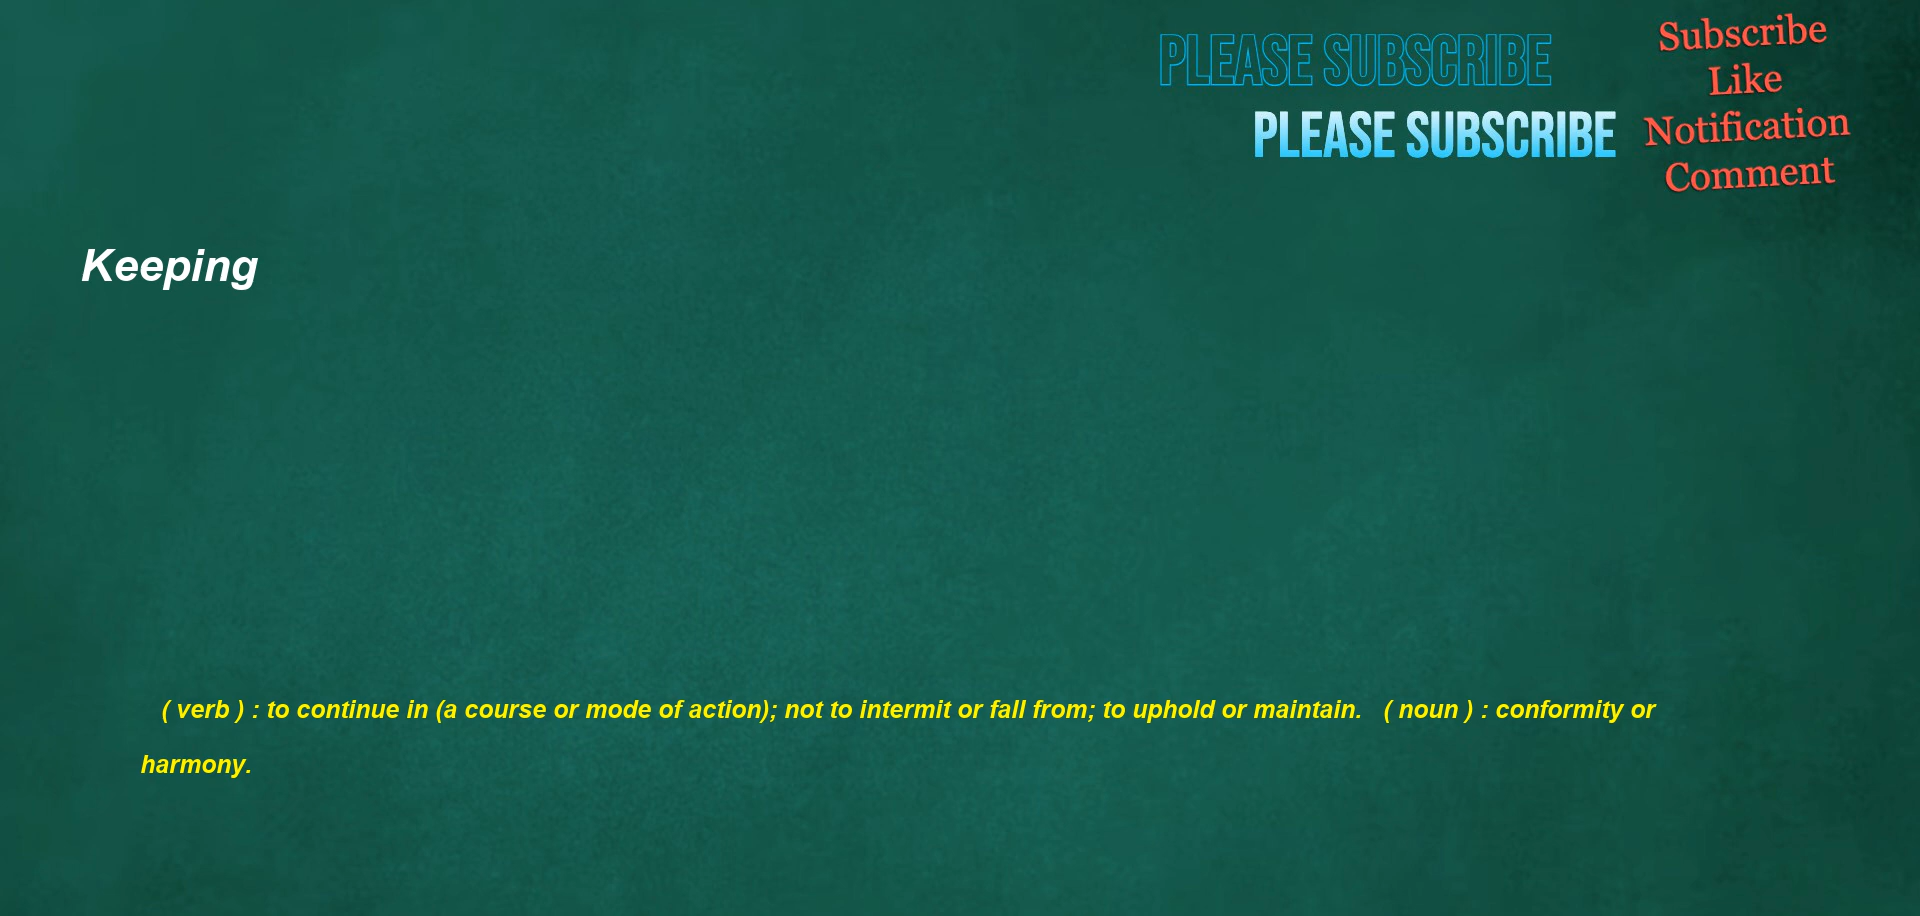 PLEASE SUBSCRIBE
PLEASE SUBSCRIBE
Subscribe
Like
Notification
Comment
Keeping
( verb ) : to continue in (a course or mode of action); not to intermit or fall from; to uphold or maintain.   ( noun ) : conformity or
harmony.